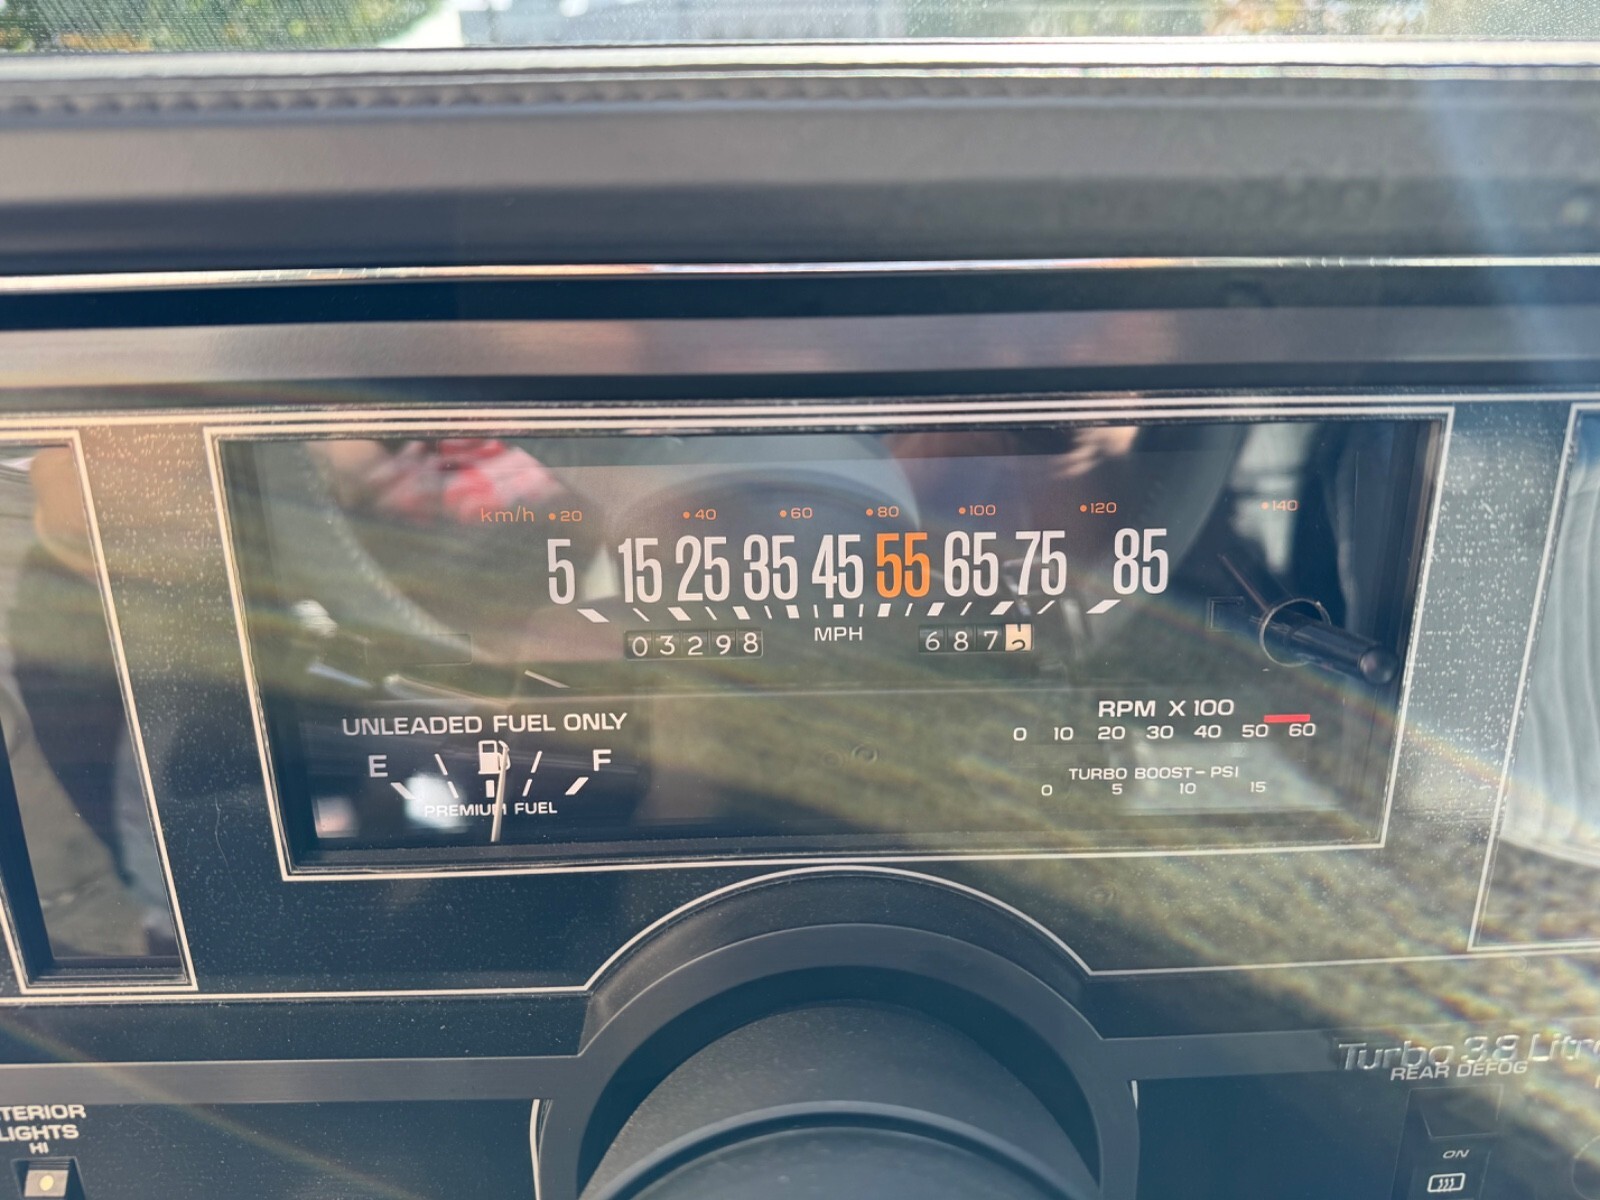 km/h 20 40 60 80 100 120 140
5 15 25 35 45 55 65 75 85
03298 MPH 687
UNLEADED FUEL ONLY
E F
PREMIUM FUEL
RPM X 100
0 10 20 30 40 50 60
TURBO BOOST-PSI
0 5 10 15
Turbo 3.8 Litre
REAR DEFOG
ON
TERIOR
LIGHTS
HI